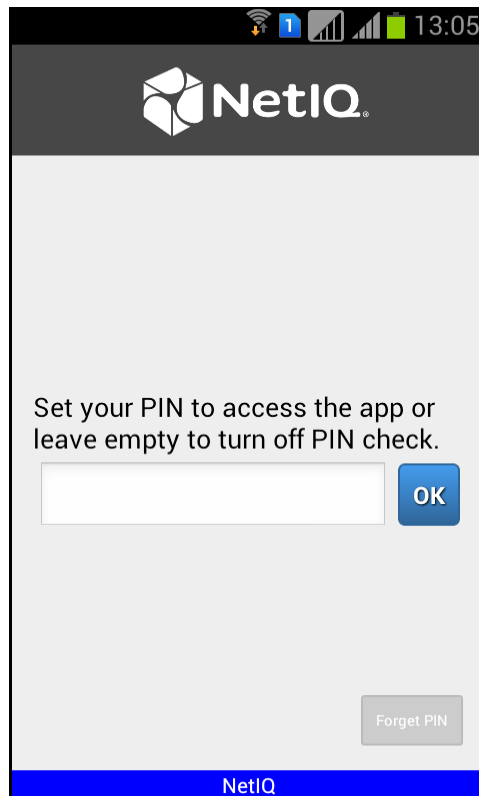 1 13:05
NetIQ®
Set your PIN to access the app or
leave empty to turn off PIN check.
OK
Forget PIN
NetIQ